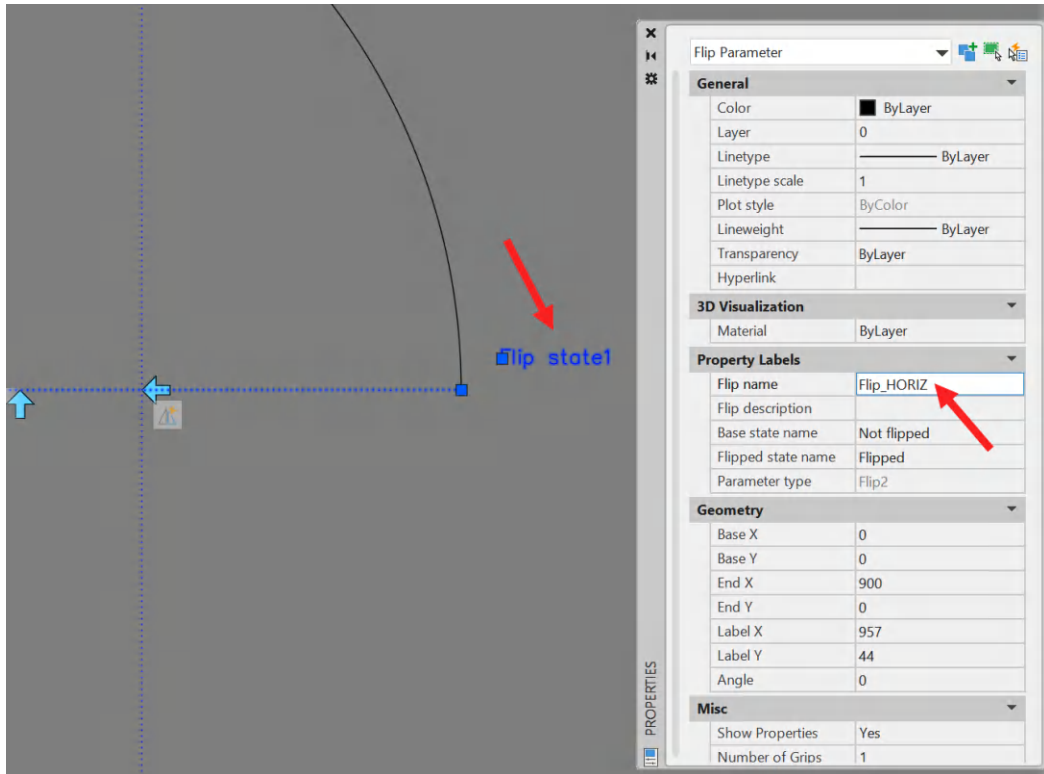 Flip state1
Flip Parameter
General
Color ByLayer
Layer 0
Linetype ByLayer
Linetype scale 1
Plot style ByColor
Lineweight ByLayer
Transparency ByLayer
Hyperlink
3D Visualization
Material ByLayer
Property Labels
Flip name Flip_HORIZ
Flip description
Base state name Not flipped
Flipped state name Flipped
Parameter type Flip2
Geometry
Base X 0
Base Y 0
End X 900
End Y 0
Label X 957
Label Y 44
Angle 0
Misc
Show Properties Yes
Number of Grips 1
PROPERTIES